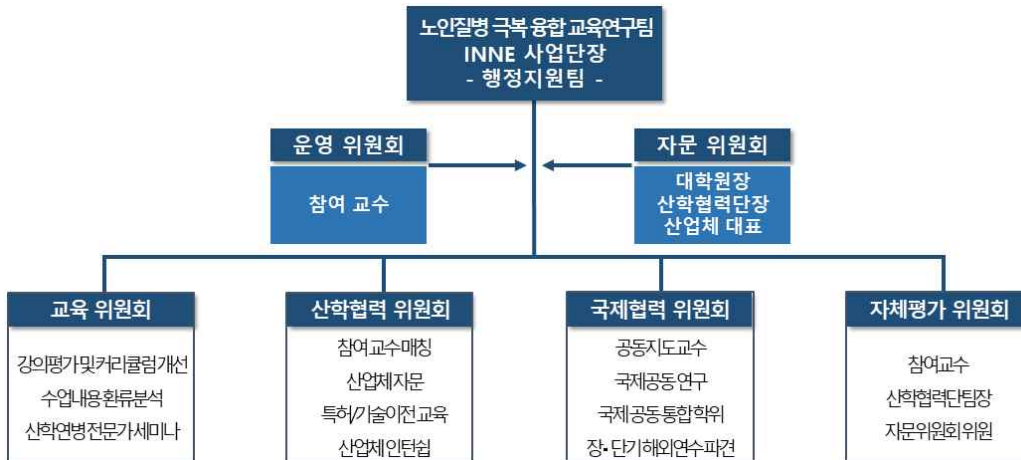 노인질병 극복 융합 교육연구팀
INNE 사업단장
- 행정지원팀 -
운영 위원회
참여 교수
자문 위원회
대학원장
산학협력단장
산업체 대표
교육 위원회
강의평가 및 커리큘럼 개선
수업내용 환류분석
산학연병 전문가 세미나
산학협력 위원회
참여 교수 매칭
산업체 자문
특허/기술이전 교육
산업체 인턴쉽
국제협력 위원회
공동지도교수
국제공동 연구
국제 공동 통합 학위
장·단기 해외연수 파견
자체평가 위원회
참여교수
산학협력단팀장
자문위원회 위원